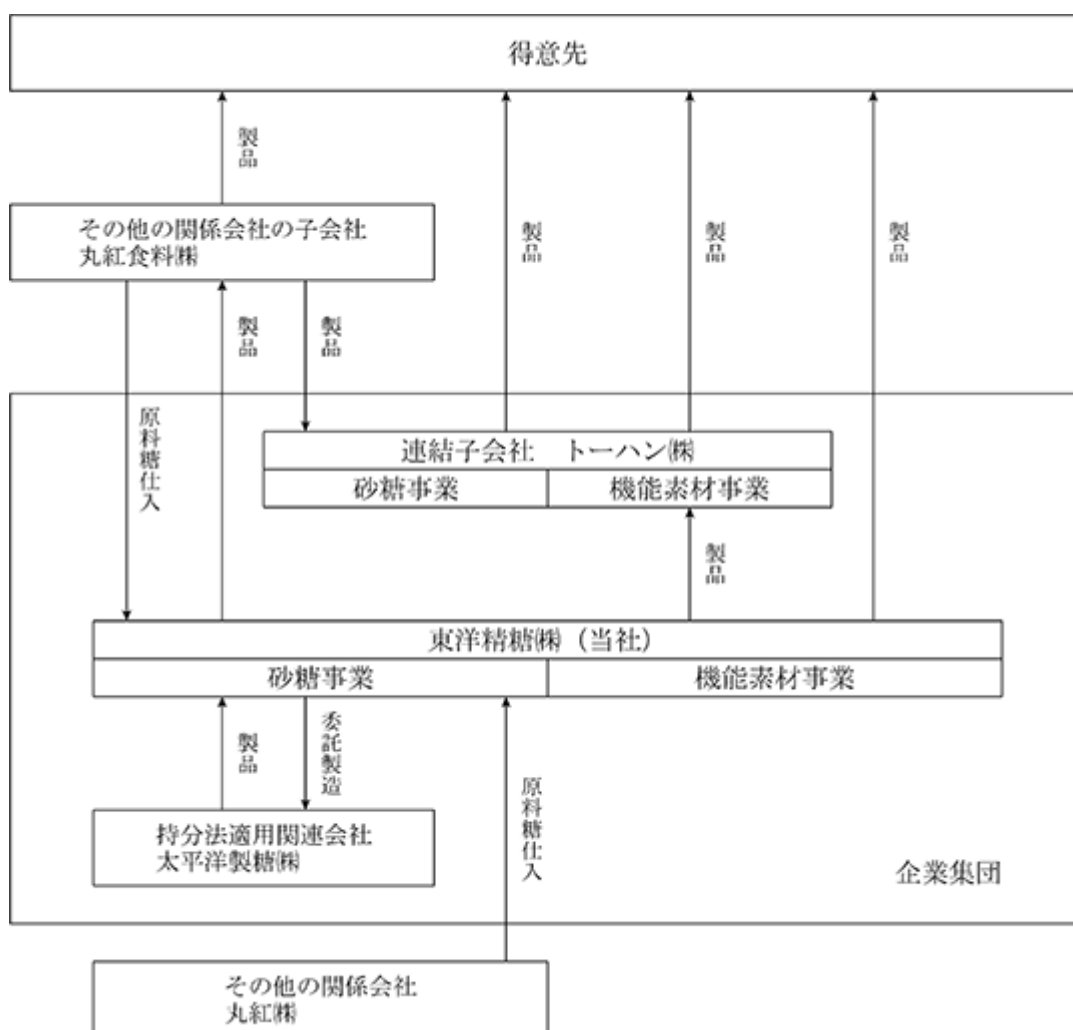 得意先
製品
その他の関係会社の子会社
丸紅食料㈱
製品
製品
製品
製品
製品
原料糖仕入
連結子会社　トーハン㈱
砂糖事業
機能素材事業
製品
東洋精糖㈱（当社）
砂糖事業
機能素材事業
製品
委託製造
原料糖仕入
持分法適用関連会社
太平洋製糖㈱
企業集団
その他の関係会社
丸紅㈱